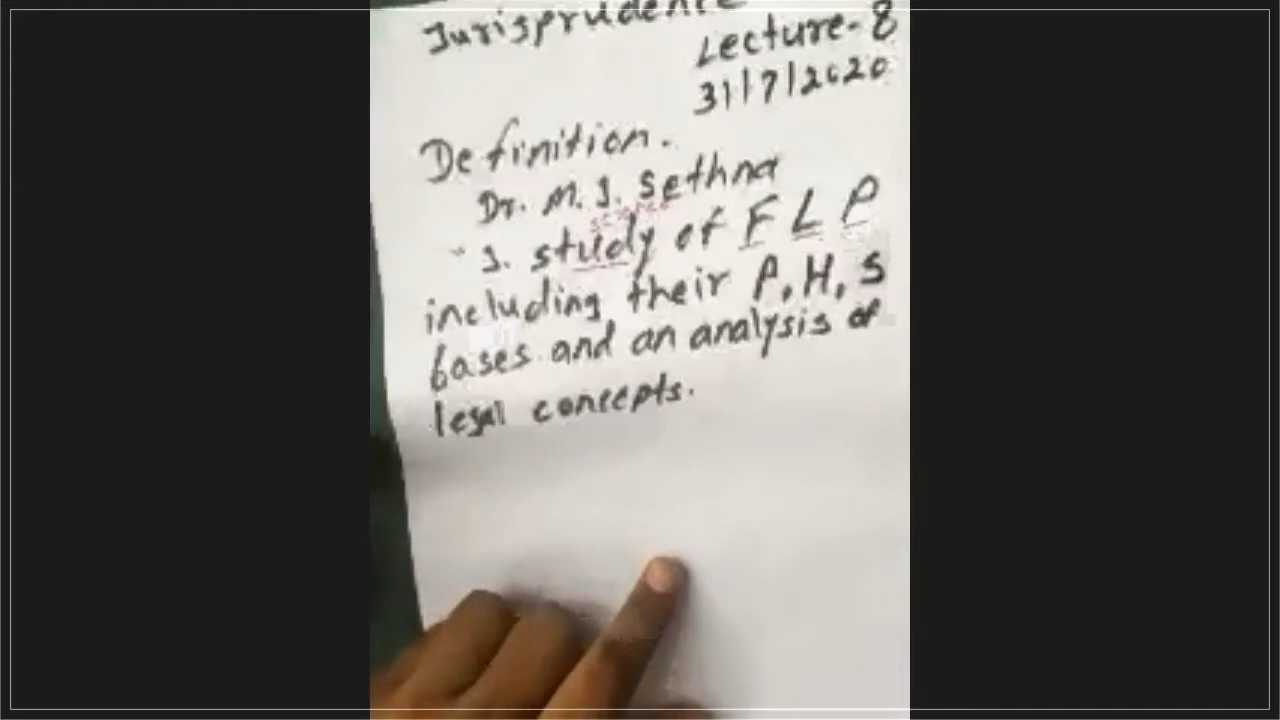 Jurisprudence
Lecture-8
31/7/2020
Definition.
Dr. M. J. Sethna
science
" J. study of F L P
including their P, H, S
bases and an analysis of
legal concepts.